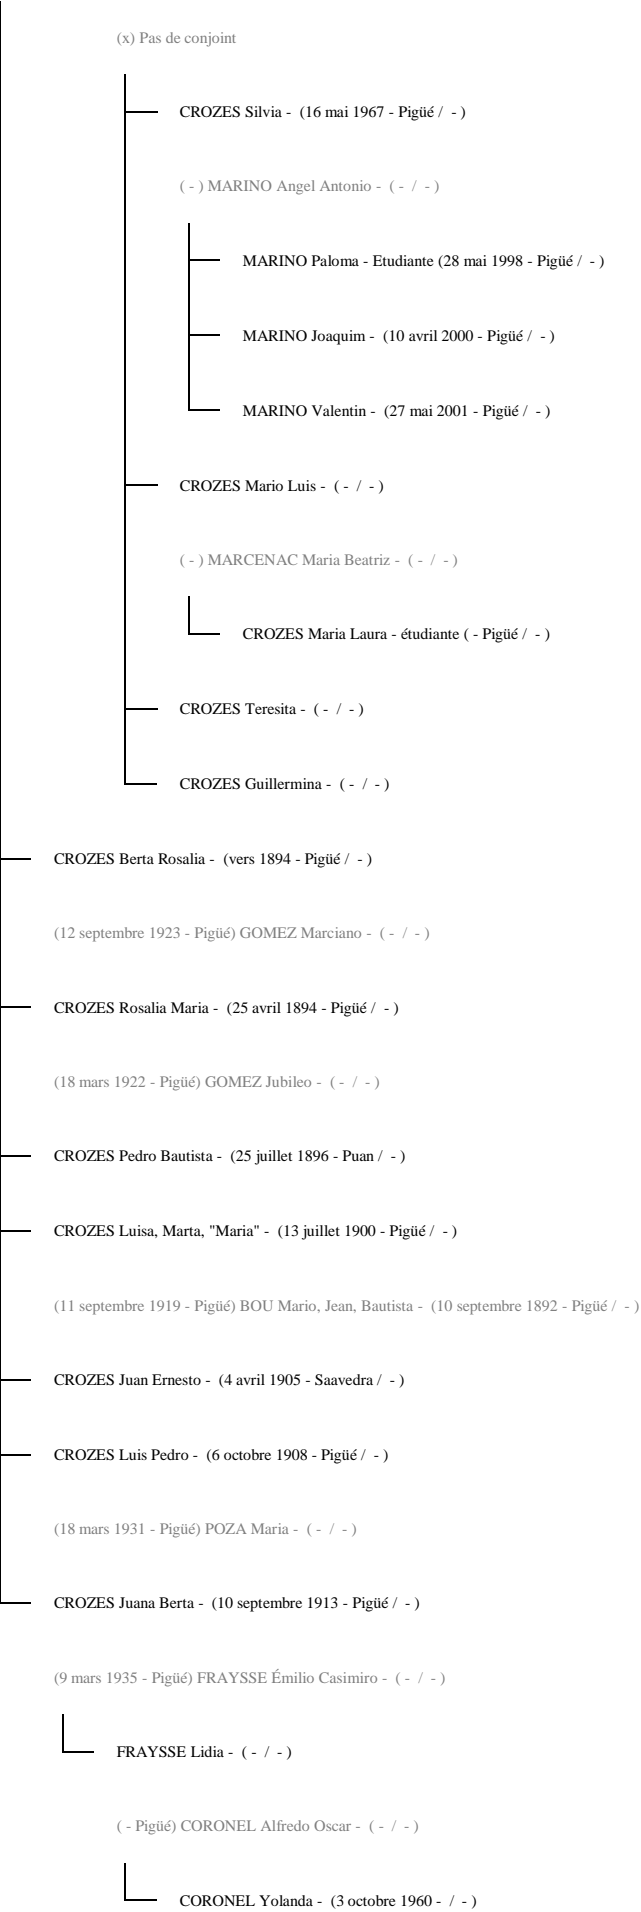 (x) Pas de conjoint
CROZES Silvia - (16 mai 1967 - Pigüé / - )
( - ) MARINO Angel Antonio - ( - / - )
MARINO Paloma - Etudiante (28 mai 1998 - Pigüé / - )
MARINO Joaquim - (10 avril 2000 - Pigüé / - )
MARINO Valentin - (27 mai 2001 - Pigüé / - )
CROZES Mario Luis - ( - / - )
( - ) MARCENAC Maria Beatriz - ( - / - )
CROZES Maria Laura - étudiante ( - Pigüé / - )
CROZES Teresita - ( - / - )
CROZES Guillermina - ( - / - )
CROZES Berta Rosalia - (vers 1894 - Pigüé / - )
(12 septembre 1923 - Pigüé) GOMEZ Marciano - ( - / - )
CROZES Rosalia Maria - (25 avril 1894 - Pigüé / - )
(18 mars 1922 - Pigüé) GOMEZ Jubileo - ( - / - )
CROZES Pedro Bautista - (25 juillet 1896 - Puan / - )
CROZES Luisa, Marta, "Maria" - (13 juillet 1900 - Pigüé / - )
(11 septembre 1919 - Pigüé) BOU Mario, Jean, Bautista - (10 septembre 1892 - Pigüé / - )
CROZES Juan Ernesto - (4 avril 1905 - Saavedra / - )
CROZES Luis Pedro - (6 octobre 1908 - Pigüé / - )
(18 mars 1931 - Pigüé) POZA Maria - ( - / - )
CROZES Juana Berta - (10 septembre 1913 - Pigüé / - )
(9 mars 1935 - Pigüé) FRAYSSE Émilio Casimiro - ( - / - )
FRAYSSE Lidia - ( - / - )
( - Pigüé) CORONEL Alfredo Oscar - ( - / - )
CORONEL Yolanda - (3 octobre 1960 - / - )